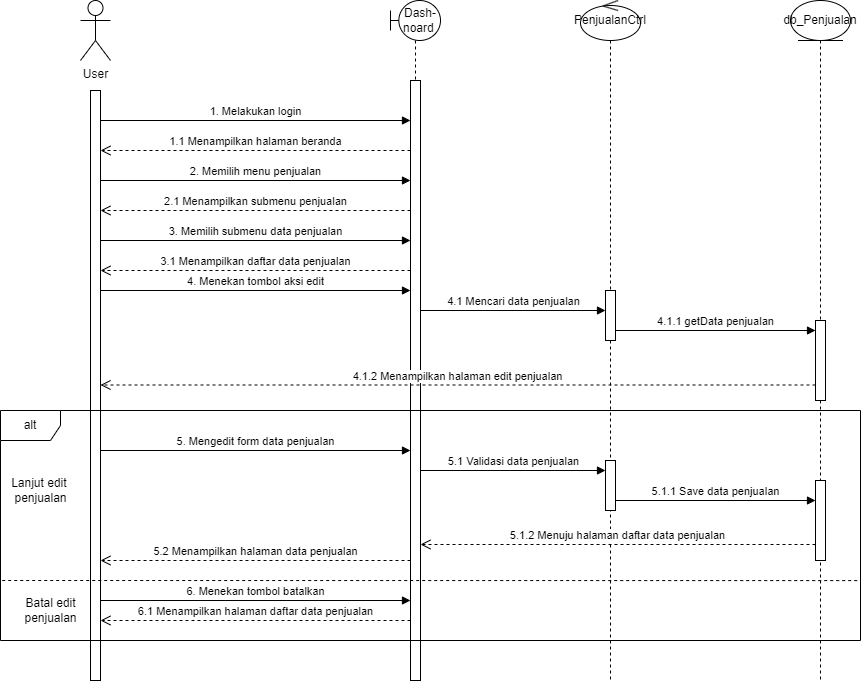 Dash-
noard
PenjualanCtrl
db_Penjualan
User
1. Melakukan login
1.1 Menampilkan halaman beranda
2. Memilih menu penjualan
2.1 Menampilkan submenu penjualan
3. Memilih submenu data penjualan
3.1 Menampilkan daftar data penjualan
4. Menekan tombol aksi edit
4.1 Mencari data penjualan
4.1.1 getData penjualan
4.1.2 Menampilkan halaman edit penjualan
alt
5. Mengedit form data penjualan
5.1 Validasi data penjualan
Lanjut edit
penjualan
5.1.1 Save data penjualan
5.1.2 Menuju halaman daftar data penjualan
5.2 Menampilkan halaman data penjualan
6. Menekan tombol batalkan
Batal edit
penjualan
6.1 Menampilkan halaman daftar data penjualan